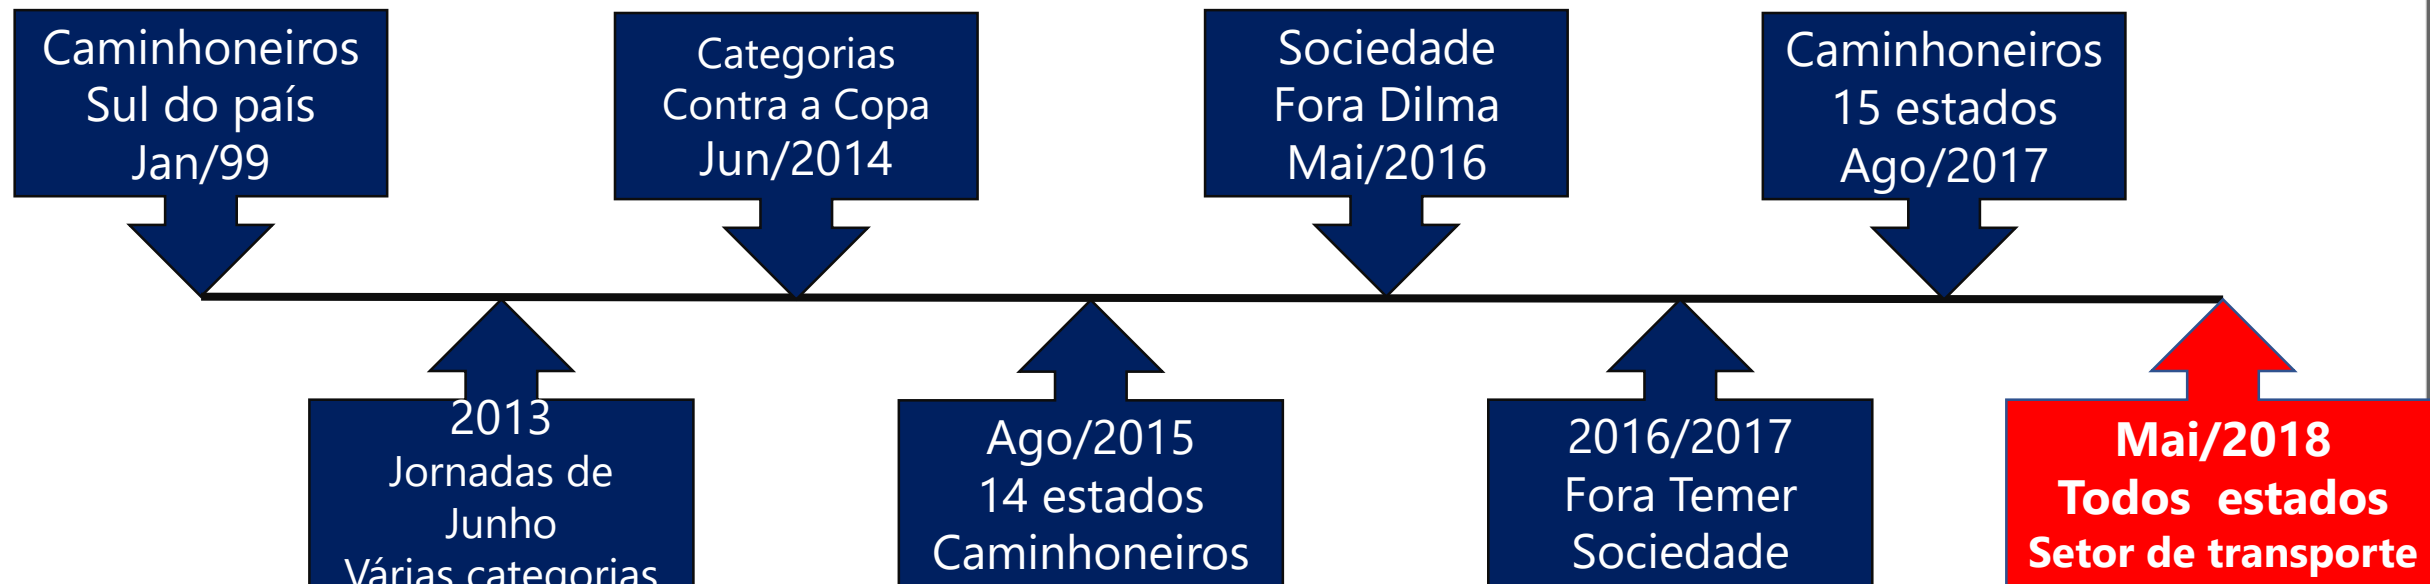 Caminhoneiros
Sul do país
Jan/99
Categorias
Contra a Copa
Jun/2014
Sociedade
Fora Dilma
Mai/2016
Caminhoneiros
15 estados
Ago/2017
2013
Jornadas de
Junho
Várias categorias
Ago/2015
14 estados
Caminhoneiros
2016/2017
Fora Temer
Sociedade
Mai/2018
Todos estados
Setor de transporte